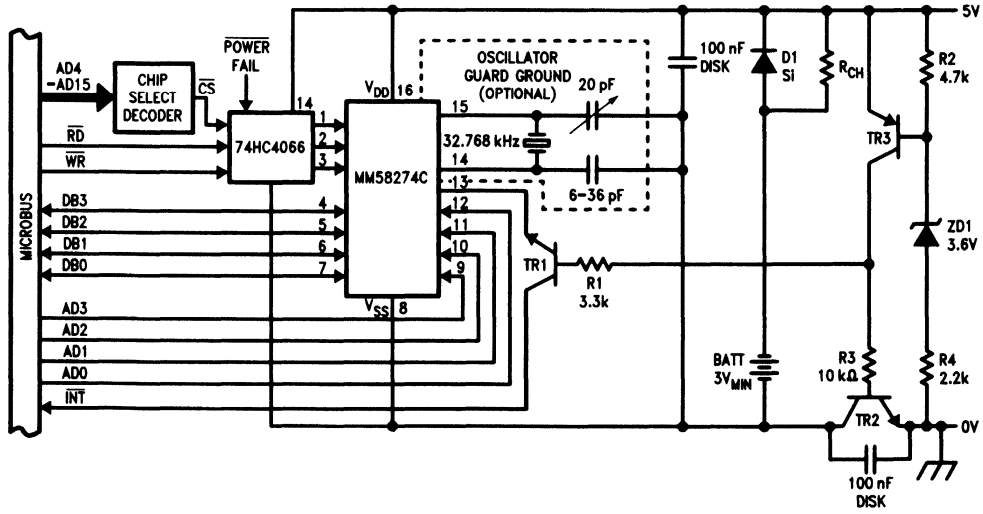 5V
POWER
FAIL
OSCILLATOR
GUARD GROUND
(OPTIONAL)
100 nF
DISK
D1
Si
RCH
R2
4.7k
AD4
-AD15
CHIP
SELECT
DECODER
CS
14
VDD
16
15
20 pF
TR3
RD
WR
74HC4066
1
2
3
MM58274C
32.768 kHz
14
13
6-36 pF
MICROBUS
DB3
DB2
DB1
DB0
4
5
6
7
12
11
10
9
TR1
R1
3.3k
ZD1
3.6V
VSS
8
AD3
AD2
AD1
AD0
INT
BATT
3VMIN
R3
10 kΩ
R4
2.2k
TR2
0V
100 nF
DISK